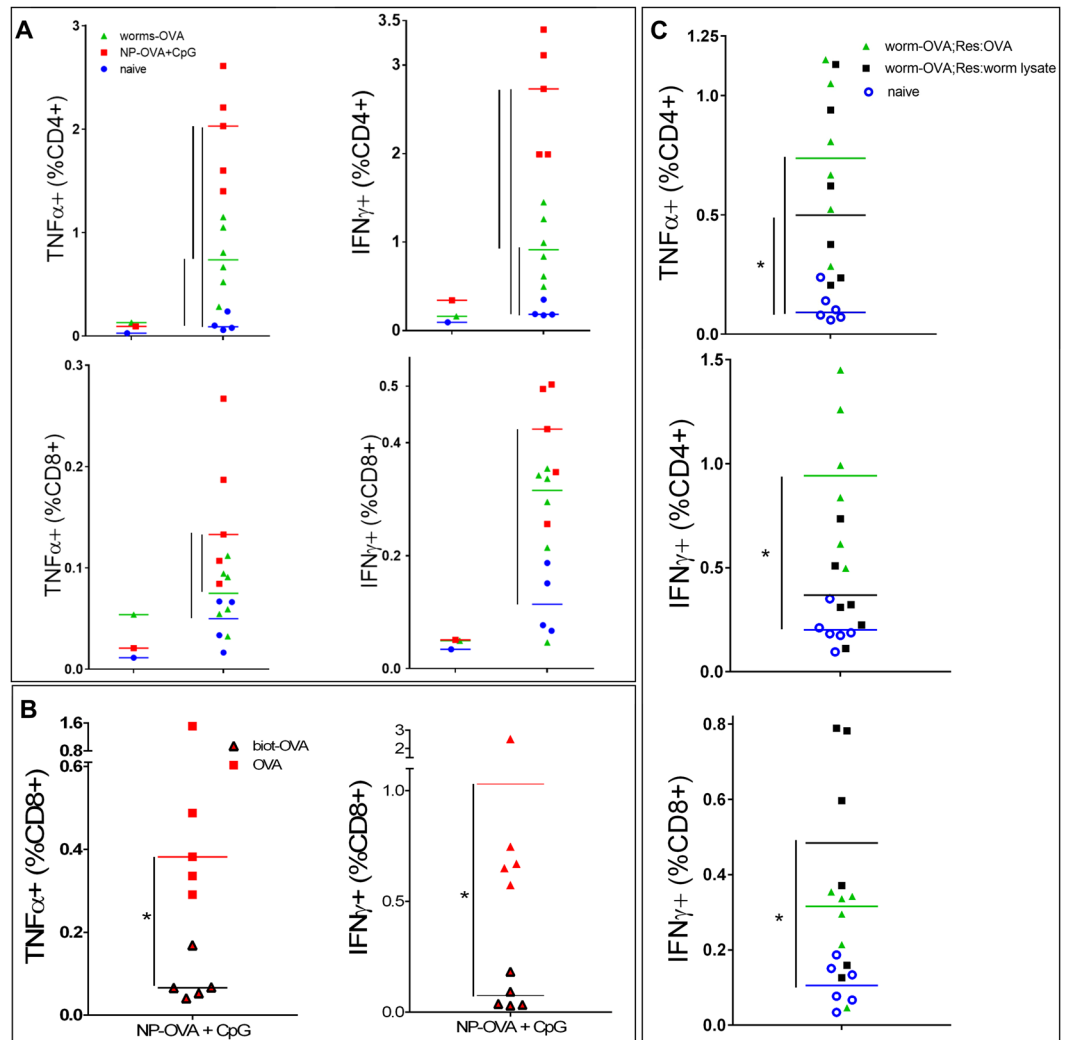 A
3
2
1
0
TNFα+ (%CD4+)
worms-OVA
NP-OVA+CpG
naive
3.5
3
2
1
0
IFNγ+ (%CD4+)
0.3
0.2
0.1
0.0
TNFα+ (%CD8+)
0.5
0.4
0.2
0.0
IFNγ+ (%CD8+)
B
1.6
0.8
0.6
0.4
0.2
0.0
TNFα+ (%CD8+)
biot-OVA
OVA
*
NP-OVA + CpG
3
2
1.0
0.5
0.0
IFNγ+ (%CD8+)
*
NP-OVA + CpG
C
1.25
1.0
0.5
0.0
TNFα+ (%CD4+)
worm-OVA;Res:OVA
worm-OVA;Res:worm lysate
naive
*
1.5
1.0
0.5
0.0
IFNγ+ (%CD4+)
*
0.8
0.6
0.4
0.2
0.0
IFNγ+ (%CD8+)
*